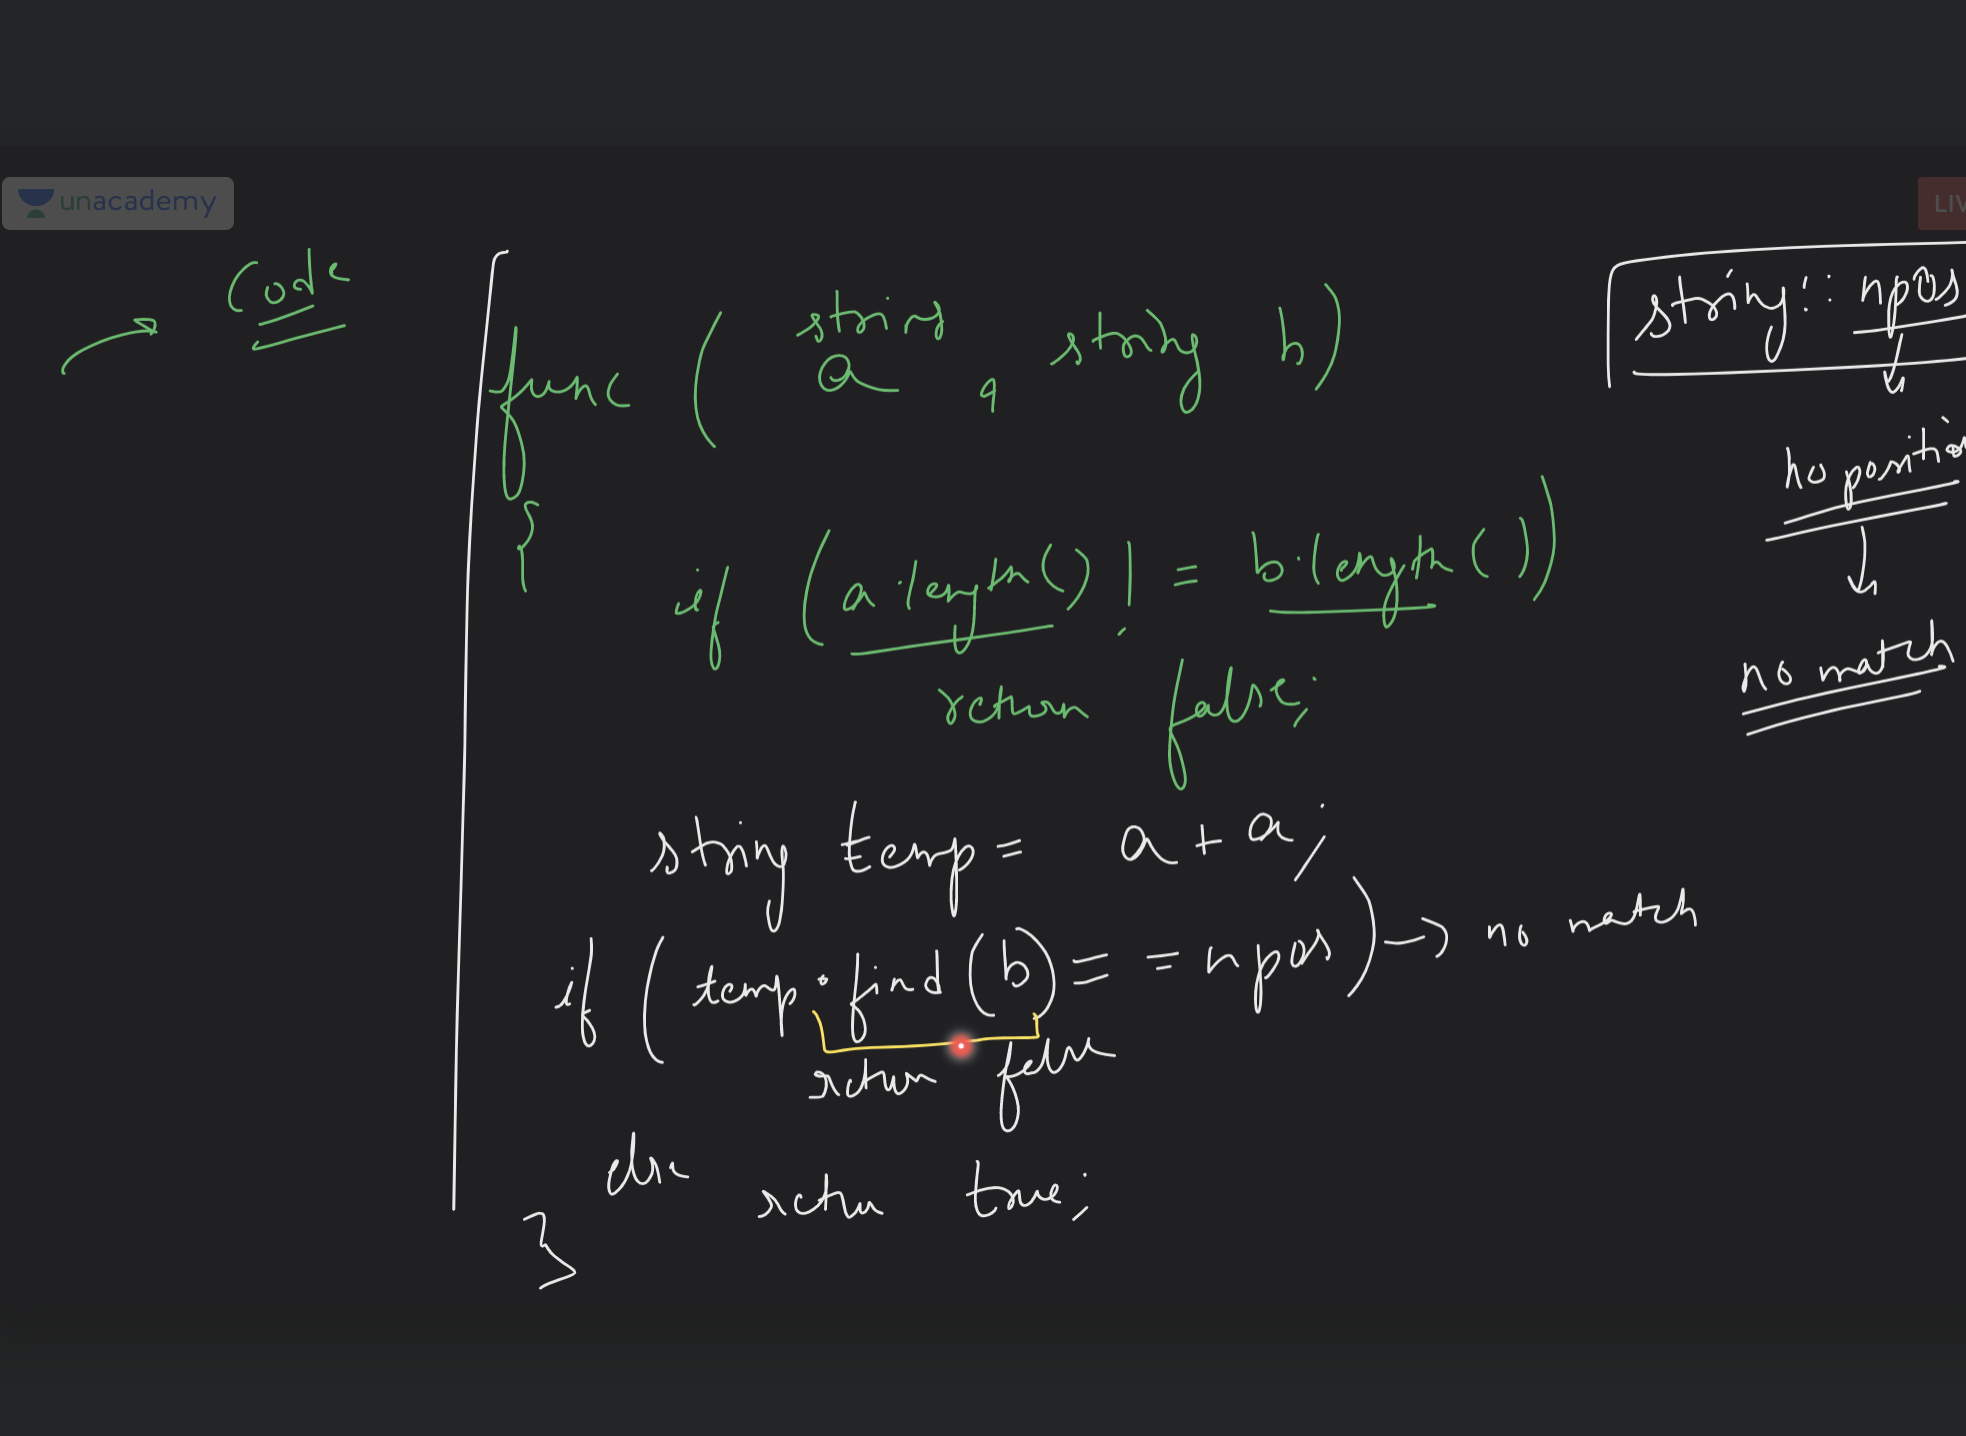 unacademy
LIV
Code
func ( string a , string b )
{
if (a.length() != b.length())
return false;
string temp = a + a;
if ( temp.find(b) == npos) → no match
return false
else return true;
}
string:: npos
no position
no match